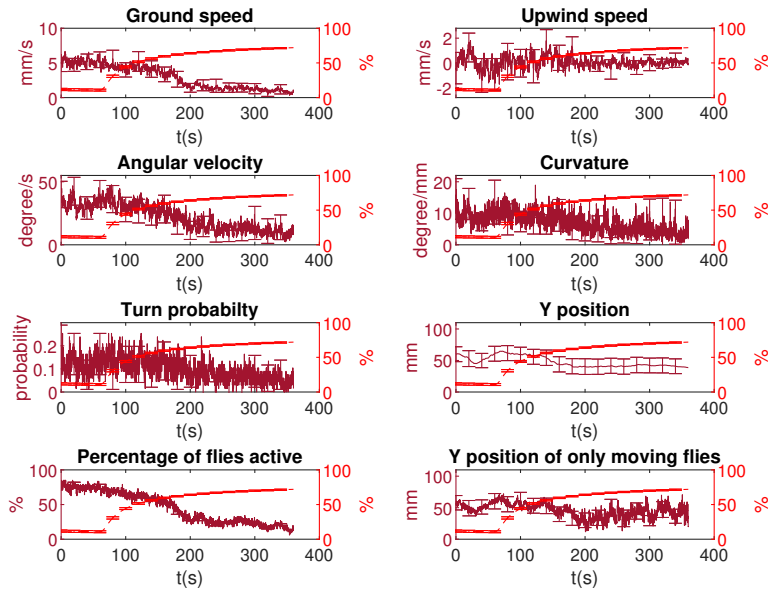 Ground speed
10
5
0
mm/s
100
50
0
%
0 100 200 300 400
t(s)
Upwind speed
2
0
-2
mm/s
100
50
0
%
0 100 200 300 400
t(s)
Angular velocity
50
0
degree/s
100
50
0
%
0 100 200 300 400
t(s)
Curvature
20
10
0
degree/mm
100
50
0
%
0 100 200 300 400
t(s)
Turn probabilty
0.2
0.1
0
probability
100
50
0
%
0 100 200 300 400
t(s)
Y position
100
50
0
mm
100
50
0
%
0 100 200 300 400
t(s)
Percentage of flies active
100
50
0
%
100
50
0
%
0 100 200 300 400
t(s)
Y position of only moving flies
100
50
0
mm
100
50
0
%
0 100 200 300 400
t(s)